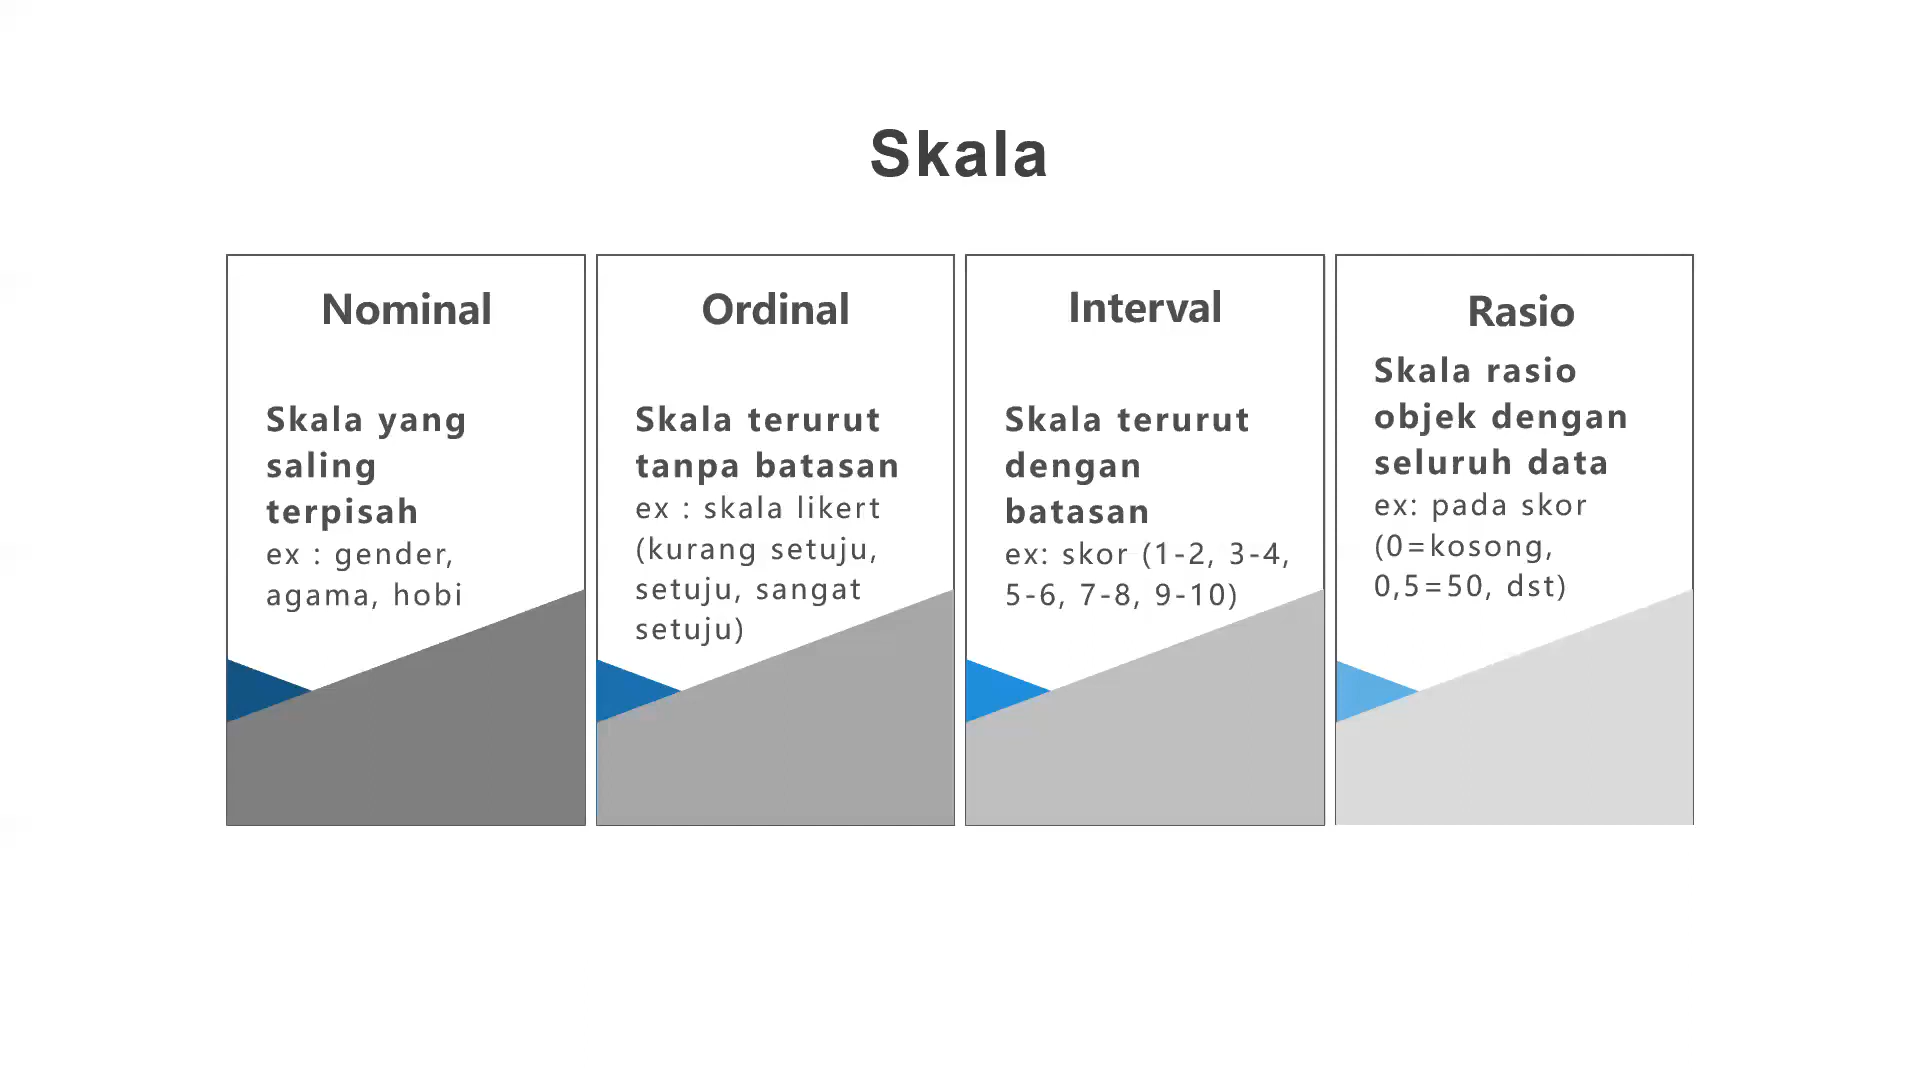 Skala
Nominal
Skala yang
saling
terpisah
ex : gender,
agama, hobi
Ordinal
Skala terurut
tanpa batasan
ex : skala likert
(kurang setuju,
setuju, sangat
setuju)
Interval
Skala terurut
dengan
batasan
ex: skor (1-2, 3-4,
5-6, 7-8, 9-10)
Rasio
Skala rasio
objek dengan
seluruh data
ex: pada skor
(0=kosong,
0,5=50, dst)